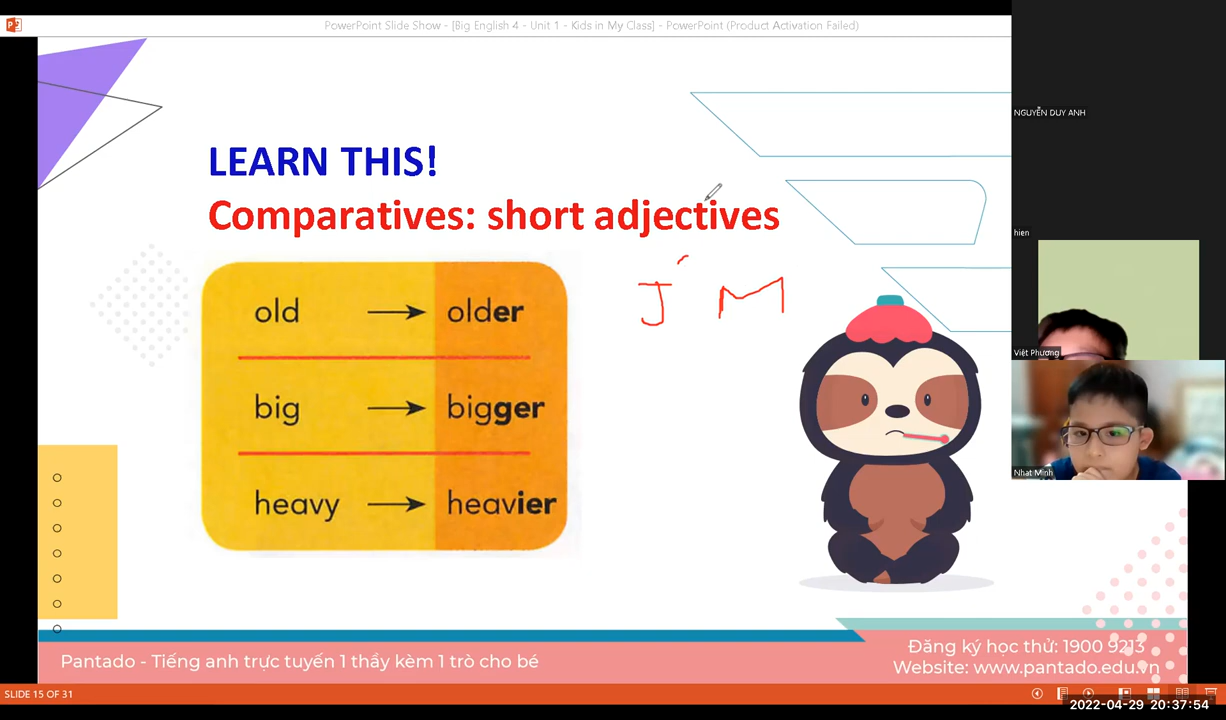 PowerPoint Slide Show - [Big English 4 - Unit 1 - Kids in My Class] - PowerPoint (Product Activation Failed)
NGUYỄN DUY ANH
LEARN THIS!
Comparatives: short adjectives
hien
J M
old → older
Việt Phương
big → bigger
Nhat Minh
heavy → heavier
Pantado - Tiếng anh trực tuyến 1 thầy kèm 1 trò cho bé
Đăng ký học thử: 1900 9213
Website: www.pantado.edu.vn
SLIDE 15 OF 31
2022-04-29 20:37:54